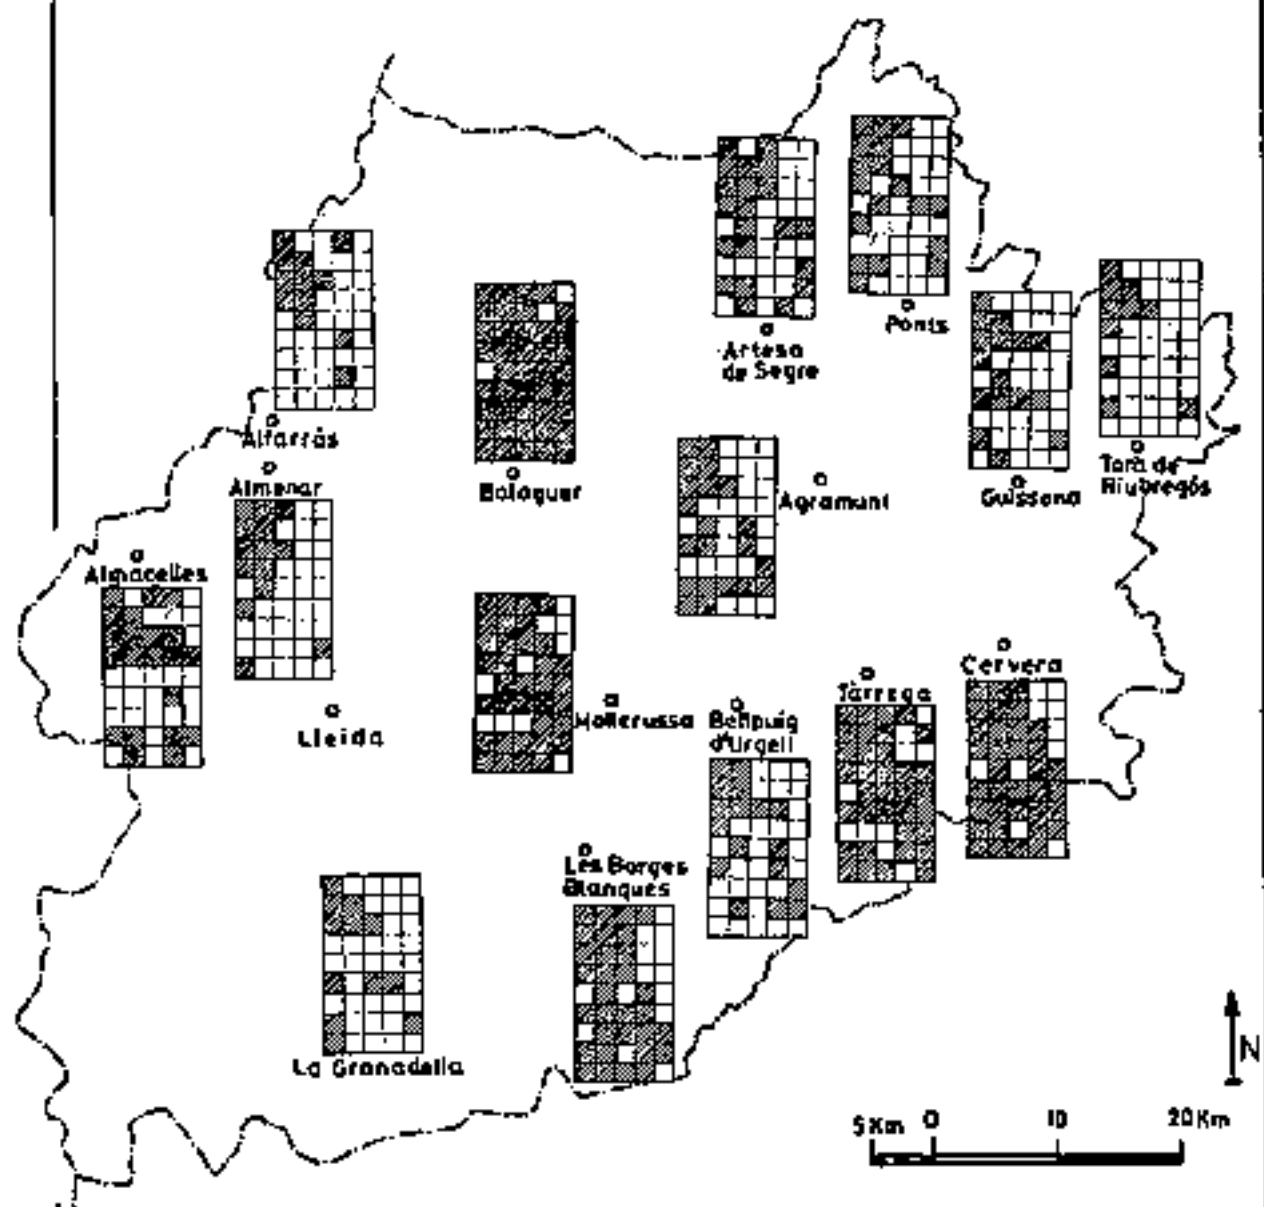 Ponts
Artesa
de Segre
Alfarràs
Torà de
Riubregós
Balaguer
Agramunt
Guissona
Almenar
Almacelles
Cervera
Tàrrega
Mollerussa
Bellpuig
d'Urgell
Lleida
Les Borges
Blanques
La Granadella
N
5 Km 0 10 20 Km